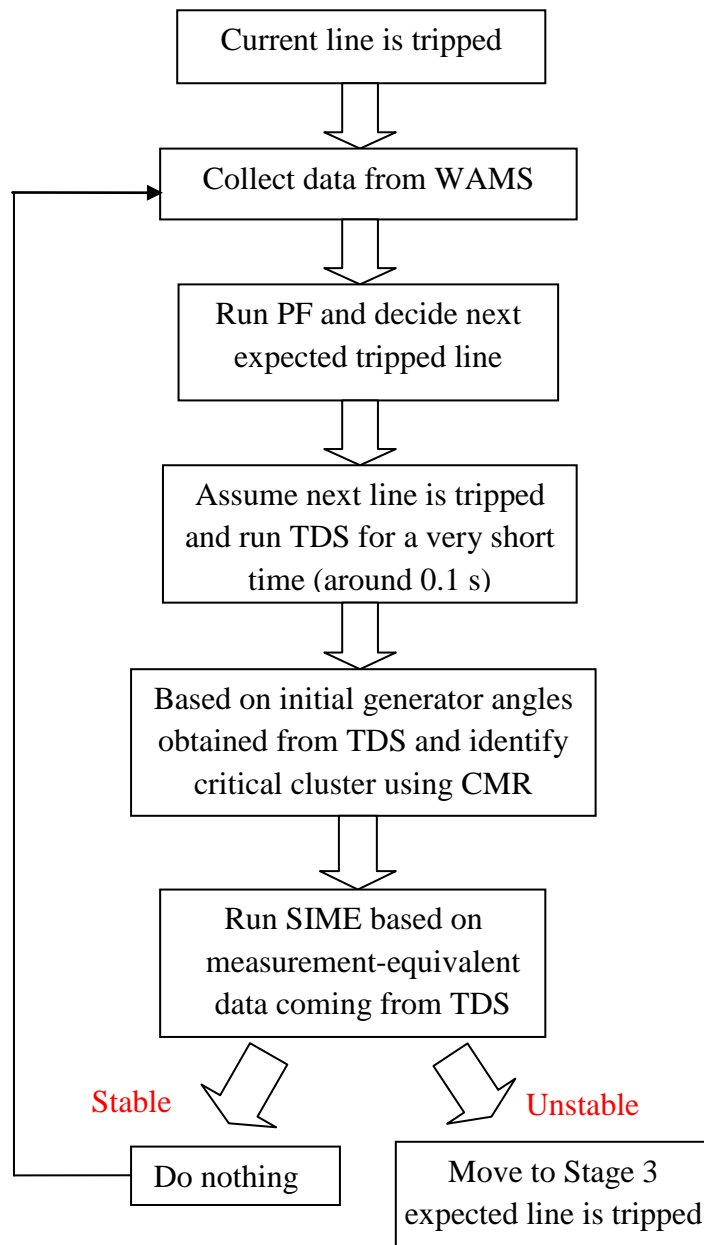 Current line is tripped
Collect data from WAMS
Run PF and decide next
expected tripped line
Assume next line is tripped
and run TDS for a very short
time (around 0.1 s)
Based on initial generator angles
obtained from TDS and identify
critical cluster using CMR
Run SIME based on
measurement-equivalent
data coming from TDS
Stable
Unstable
Do nothing
Move to Stage 3
expected line is tripped